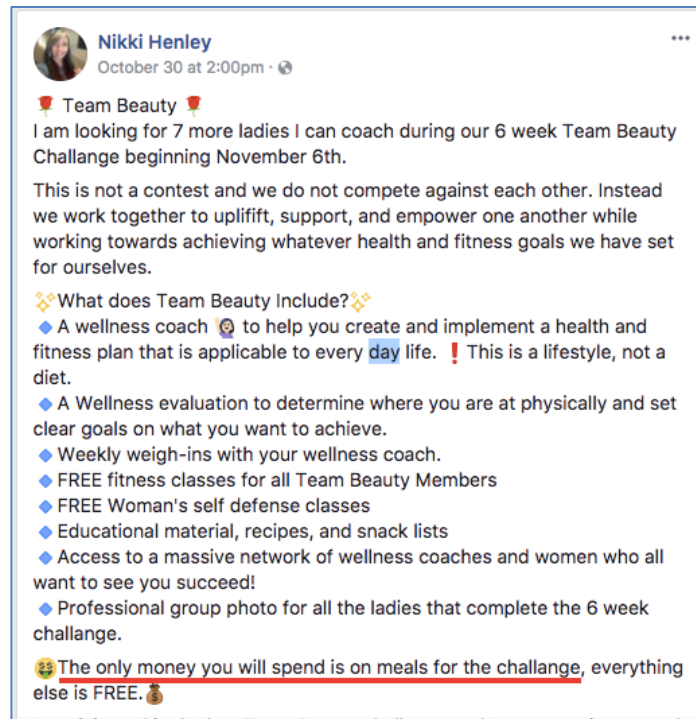 Nikki Henley
October 30 at 2:00pm ·
🌹 Team Beauty 🌹
I am looking for 7 more ladies I can coach during our 6 week Team Beauty
Challange beginning November 6th.
This is not a contest and we do not compete against each other. Instead
we work together to uplifift, support, and empower one another while
working towards achieving whatever health and fitness goals we have set
for ourselves.
✨What does Team Beauty Include?✨
🔹A wellness coach 🙋🏻‍♀️ to help you create and implement a health and
fitness plan that is applicable to every day life. ❗This is a lifestyle, not a
diet.
🔹A Wellness evaluation to determine where you are at physically and set
clear goals on what you want to achieve.
🔹Weekly weigh-ins with your wellness coach.
🔹FREE fitness classes for all Team Beauty Members
🔹FREE Woman's self defense classes
🔹Educational material, recipes, and snack lists
🔹Access to a massive network of wellness coaches and women who all
want to see you succeed!
🔹Professional group photo for all the ladies that complete the 6 week
challange.
🤑The only money you will spend is on meals for the challange, everything
else is FREE.💰